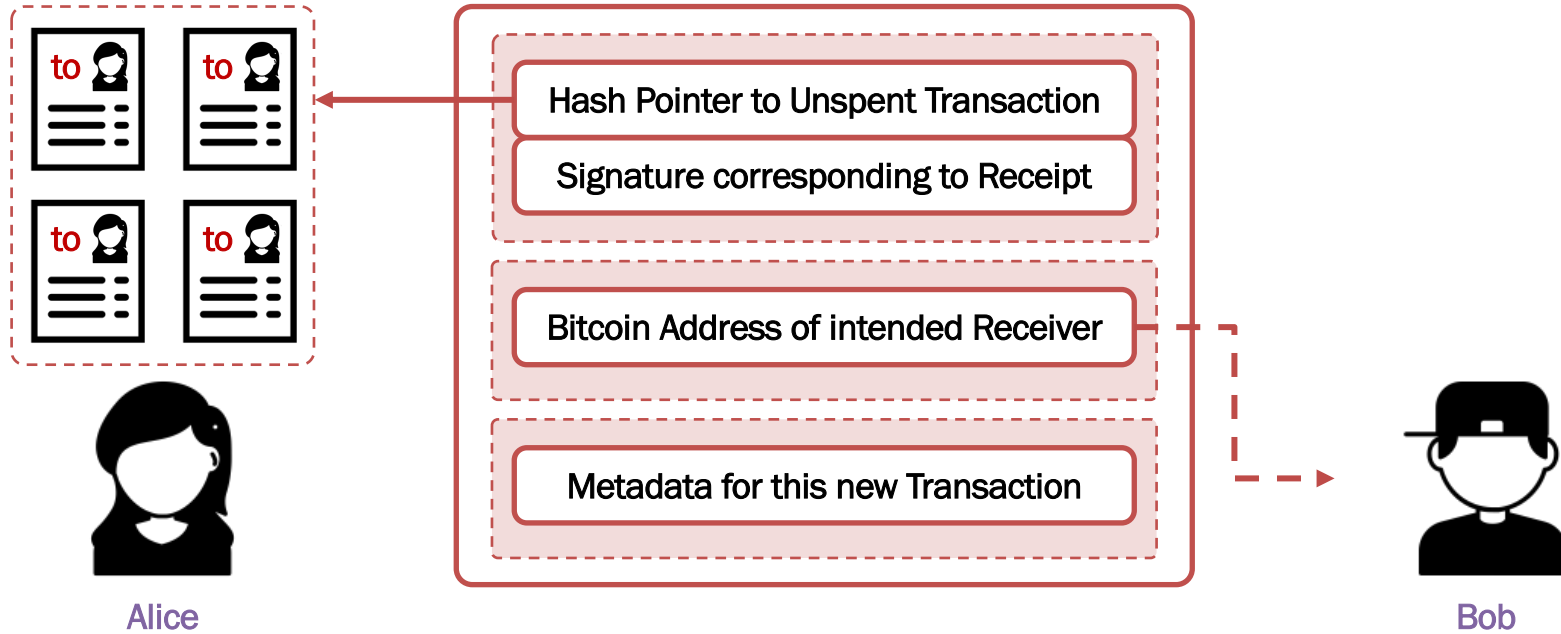 to
to
to
to
Alice
Hash Pointer to Unspent Transaction
Signature corresponding to Receipt
Bitcoin Address of intended Receiver
Metadata for this new Transaction
Bob